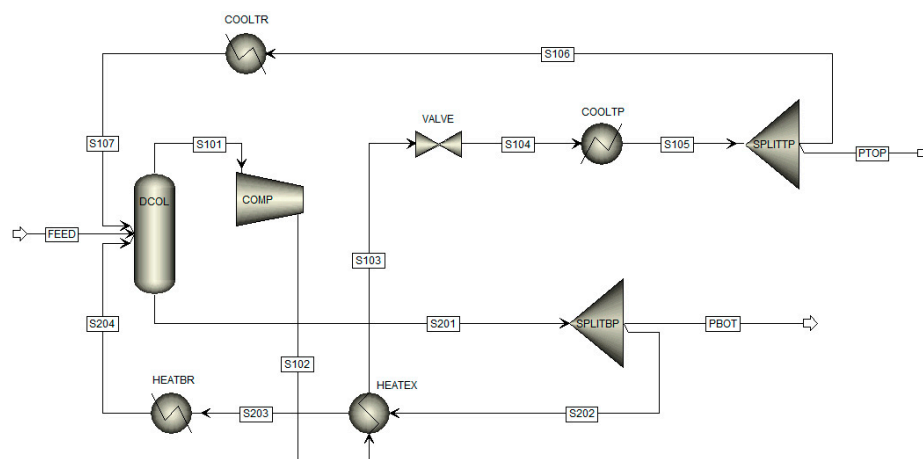 COOLTR
S106
VALVE
COOLTP
S107
S101
S104
S105
SPLITTP
PTOP
DCOL
COMP
FEED
S103
S204
S201
SPLITBP
PBOT
S102
HEATBR
HEATEX
S203
S202